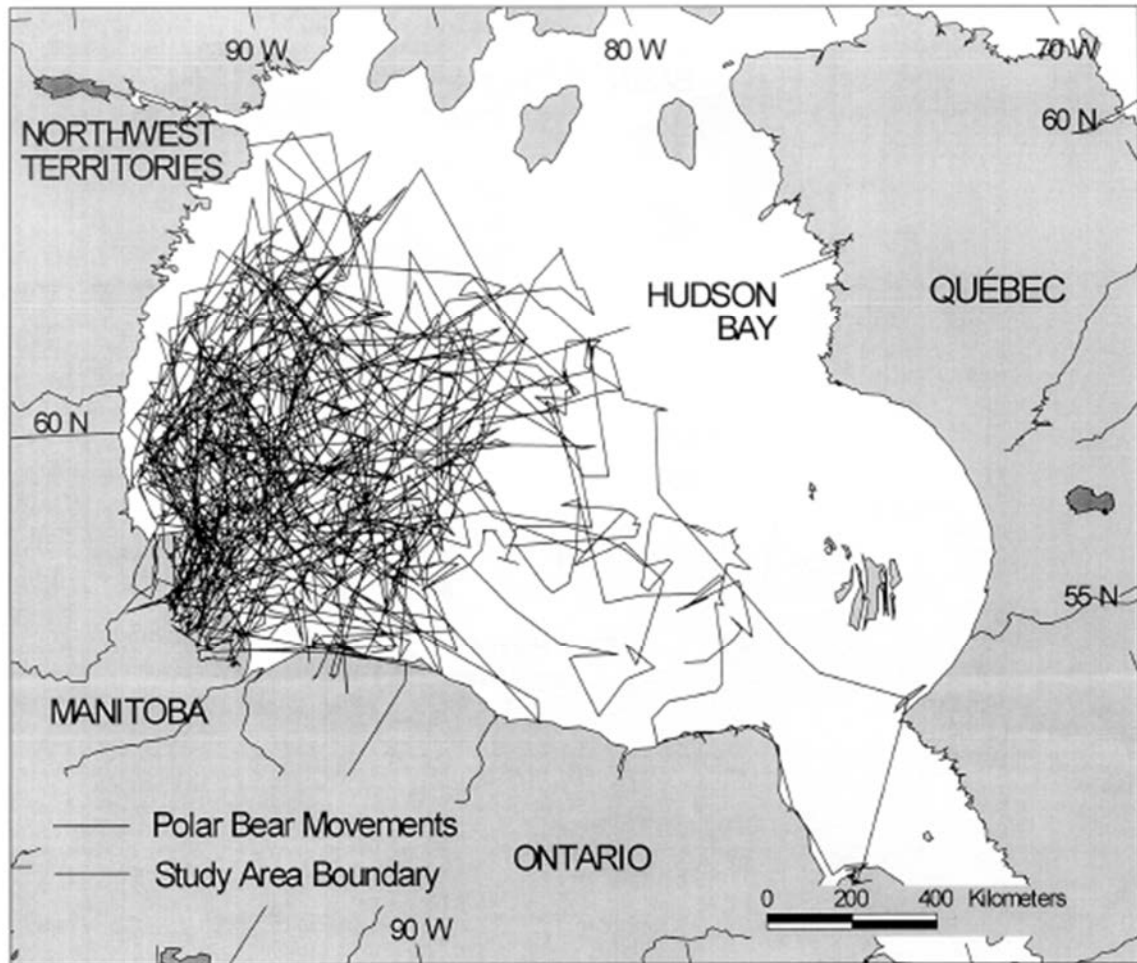 90 W
80 W
70 W
60 N
NORTHWEST
TERRITORIES
HUDSON
BAY
QUÉBEC
60 N
55 N
MANITOBA
Polar Bear Movements
Study Area Boundary
ONTARIO
0 200 400 Kilometers
90 W